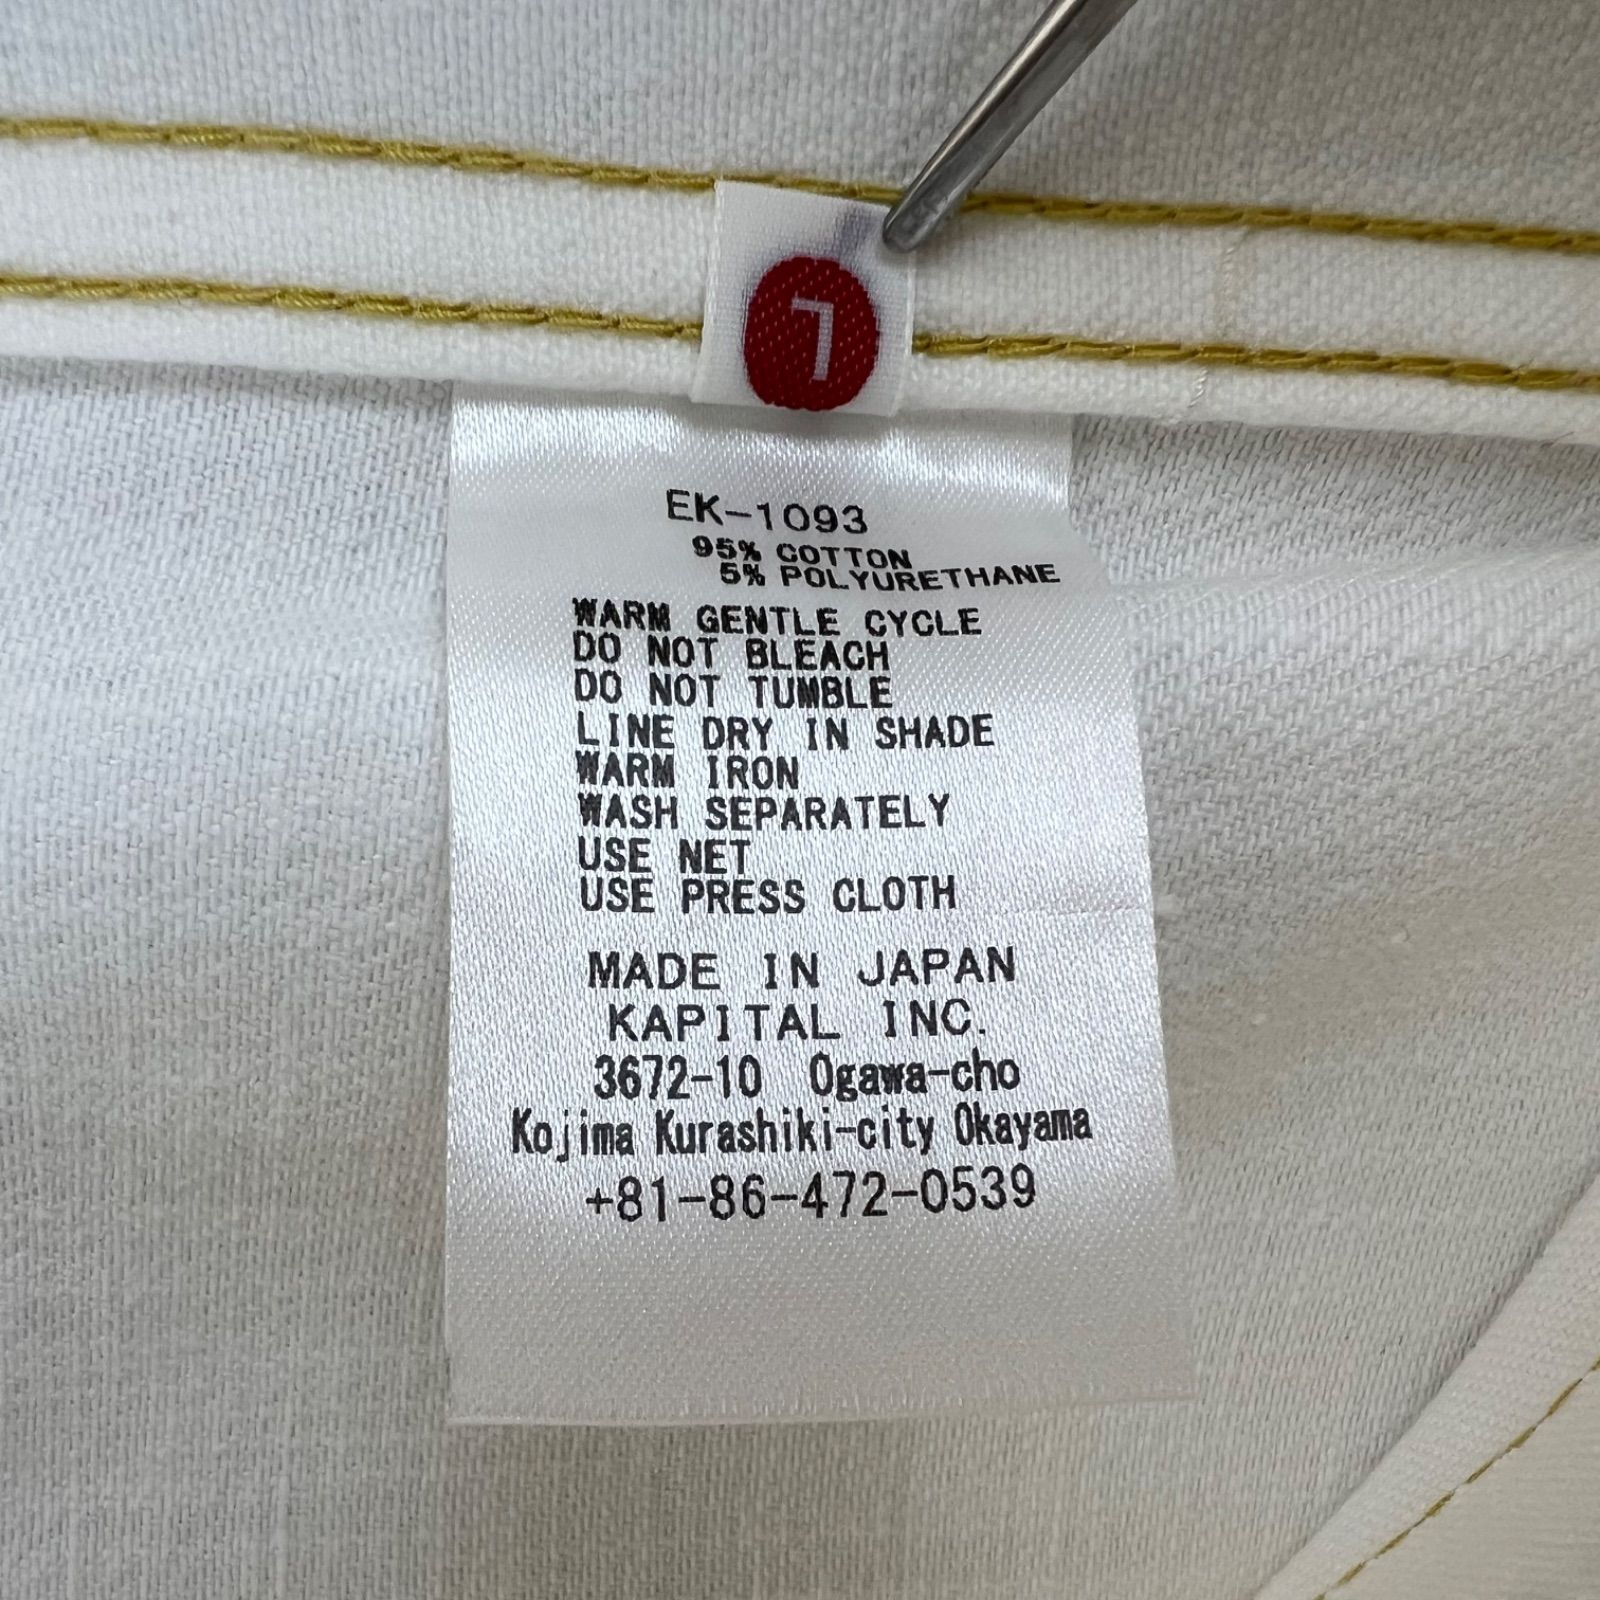 EK-1093
95% COTTON
5% POLYURETHANE
WARM GENTLE CYCLE
DO NOT BLEACH
DO NOT TUMBLE
LINE DRY IN SHADE
WARM IRON
WASH SEPARATELY
USE NET
USE PRESS CLOTH
MADE IN JAPAN
KAPITAL INC.
3672-10 Ogawa-cho
Kojima Kurashiki-city Okayama
+81-86-472-0539